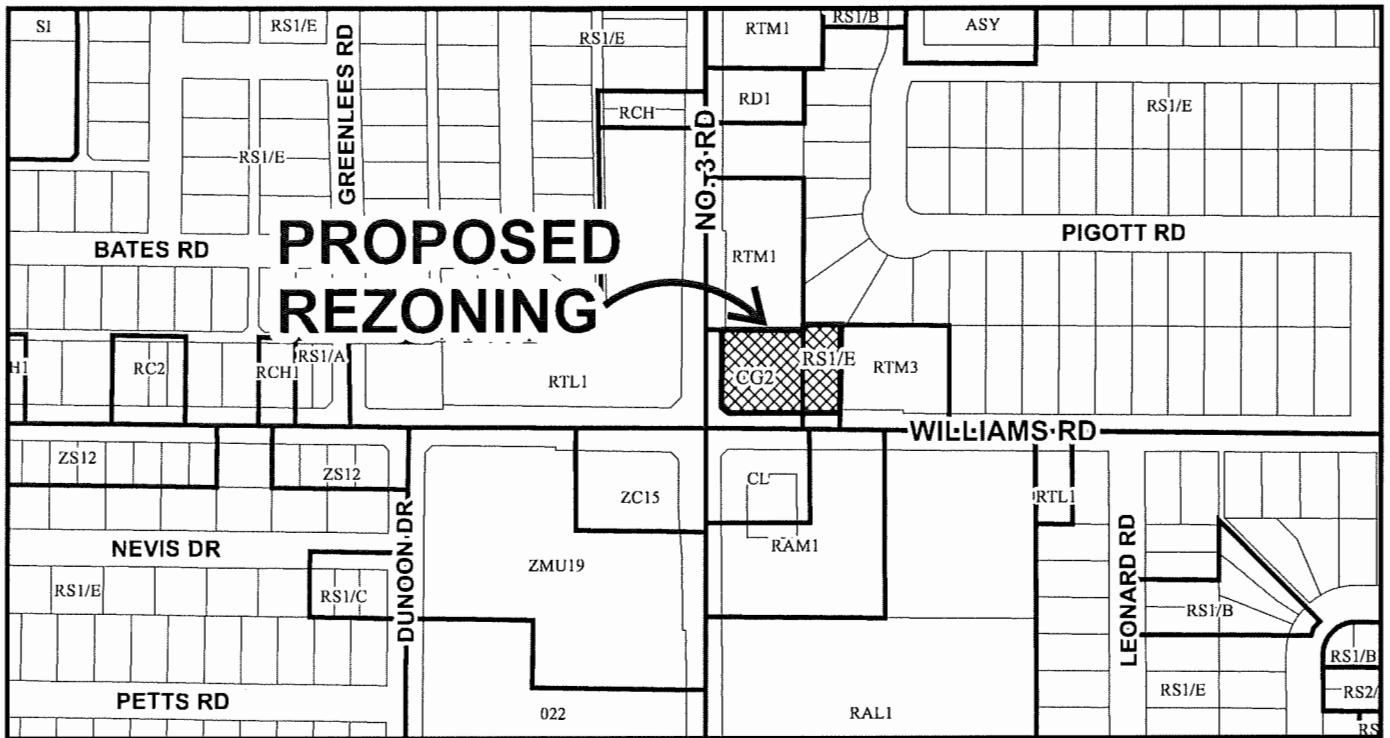 SI
RS1/E
GREENLEES RD
RS1/E
RTM1
RS1/B
ASY
RCH
NO. 3 RD
RD1
RS1/E
RS1/E
BATES RD
PROPOSED
REZONING
RTM1
PIGOTT RD
H1
RC2
RCH1
RS1/A
RTL1
CG2
RS1/E
RTM3
WILLIAMS RD
ZS12
ZS12
DUNOON DR
ZC15
CL
RTL1
LEONARD RD
NEVIS DR
ZMU19
RAM1
RS1/E
RS1/C
RS1/B
RS1/B
PETTS RD
022
RAL1
RS1/E
RS2/
RS